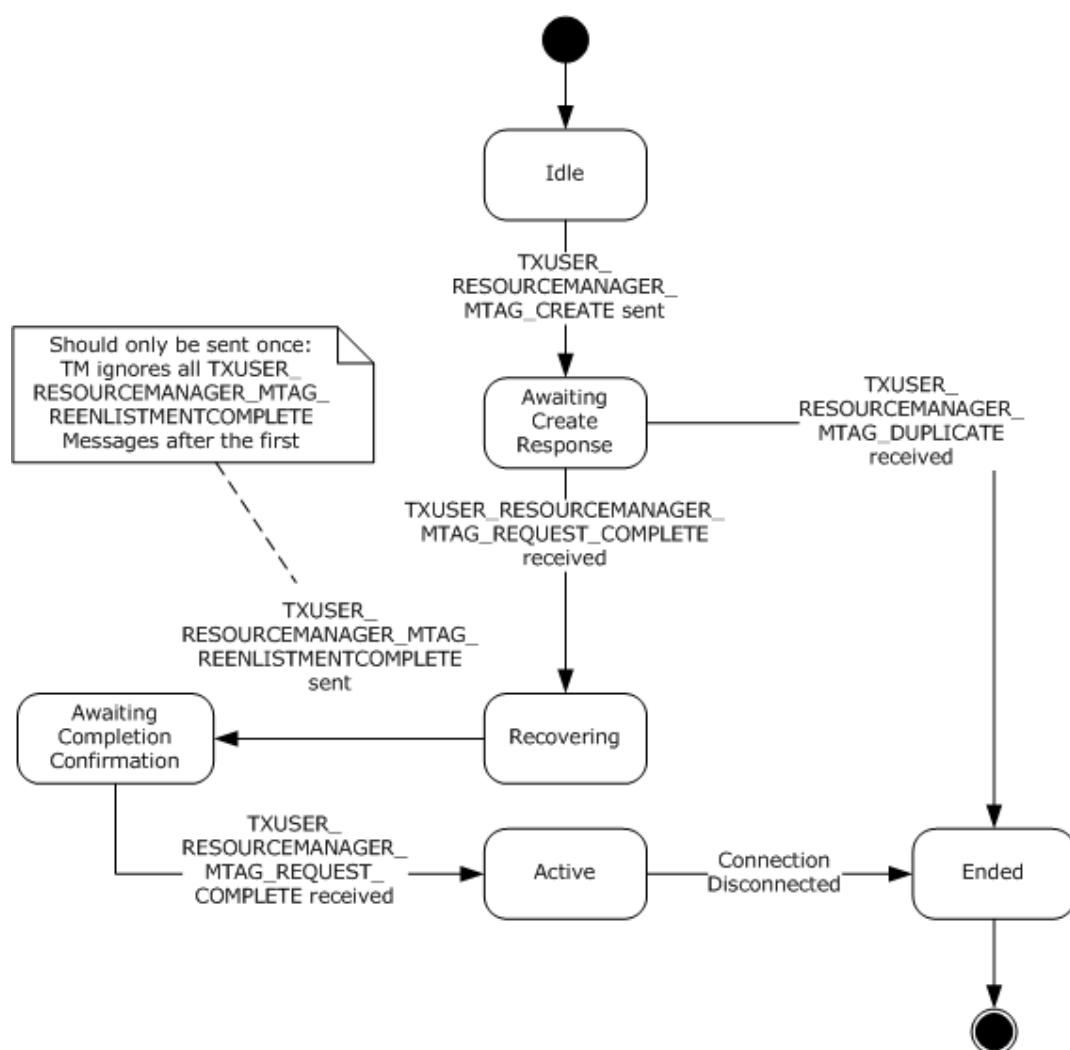 Idle
TXUSER_
RESOURCEMANAGER_
MTAG_CREATE sent
Should only be sent once:
TM ignores all TXUSER_
RESOURCEMANAGER_MTAG_
REENLISTMENTCOMPLETE
Messages after the first
Awaiting
Create
Response
TXUSER_
RESOURCEMANAGER_
MTAG_DUPLICATE
received
TXUSER_RESOURCEMANAGER_
MTAG_REQUEST_COMPLETE
received
TXUSER_
RESOURCEMANAGER_MTAG_
REENLISTMENTCOMPLETE
sent
Awaiting
Completion
Confirmation
Recovering
TXUSER_
RESOURCEMANAGER_
MTAG_REQUEST_
COMPLETE received
Active
Connection
Disconnected
Ended